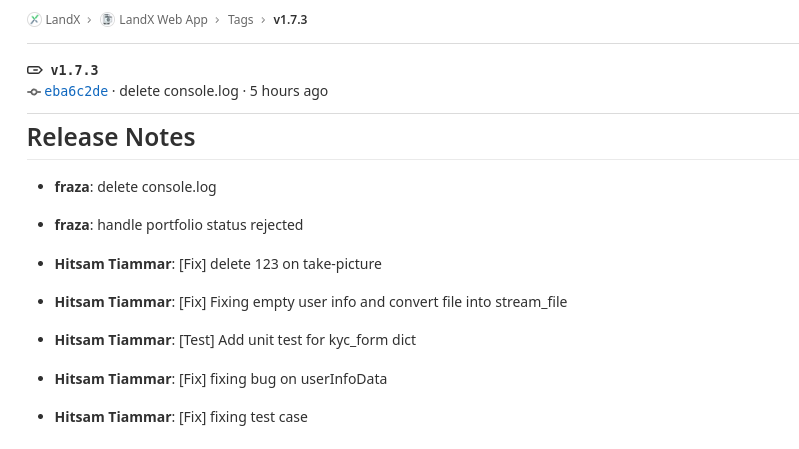 LandX › LandX Web App › Tags › v1.7.3
v1.7.3
eba6c2de · delete console.log · 5 hours ago
Release Notes
• fraza: delete console.log
• fraza: handle portfolio status rejected
• Hitsam Tiammar: [Fix] delete 123 on take-picture
• Hitsam Tiammar: [Fix] Fixing empty user info and convert file into stream_file
• Hitsam Tiammar: [Test] Add unit test for kyc_form dict
• Hitsam Tiammar: [Fix] fixing bug on userInfoData
• Hitsam Tiammar: [Fix] fixing test case